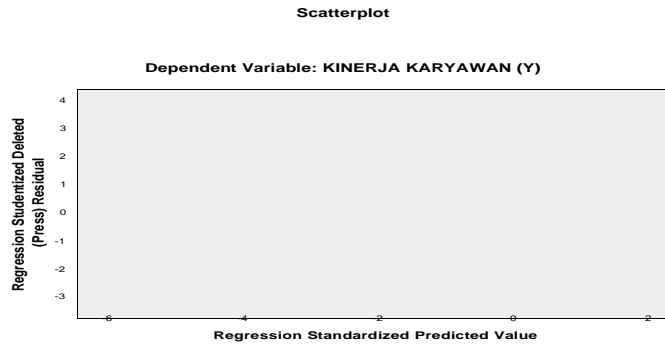 Scatterplot
Dependent Variable: KINERJA KARYAWAN (Y)
Regression Studentized Deleted
(Press) Residual
4
3
2
1
0
-1
-2
-3
-6 -4 -2 0 2
Regression Standardized Predicted Value